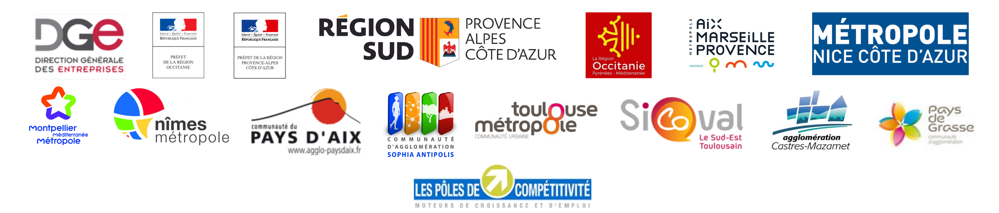 DGe
DIRECTION GÉNÉRALE
DES ENTREPRISES
Liberté • Égalité • Fraternité
RÉPUBLIQUE FRANÇAISE
PRÉFET
DE LA RÉGION
OCCITANIE
Liberté • Égalité • Fraternité
RÉPUBLIQUE FRANÇAISE
PRÉFET DE LA RÉGION
PROVENCE-ALPES
CÔTE D'AZUR
RÉGION
SUD
PROVENCE
ALPES
CÔTE D'AZUR
La Région
Occitanie
Pyrénées - Méditerranée
METROPOLE
AiX
MARSEiLLE
PROVENCE
MÉTROPOLE
NICE CÔTE D'AZUR
montpellier
méditerranée
métropole
nîmes
métropole
communauté du
PAYS D'AIX
www.agglo-paysdaix.fr
COMMUNAUTÉ
D'AGGLOMÉRATION
SOPHIA ANTIPOLIS
toulouse
métropole
COMMUNAUTÉ URBAINE
Sicoval
Le Sud-Est
Toulousain
agglomération
Castres-Mazamet
Pays
de
Grasse
communauté
d'agglomération
LES PÔLES DE COMPÉTITIVITÉ
MOTEURS DE CROISSANCE ET D'EMPLOI